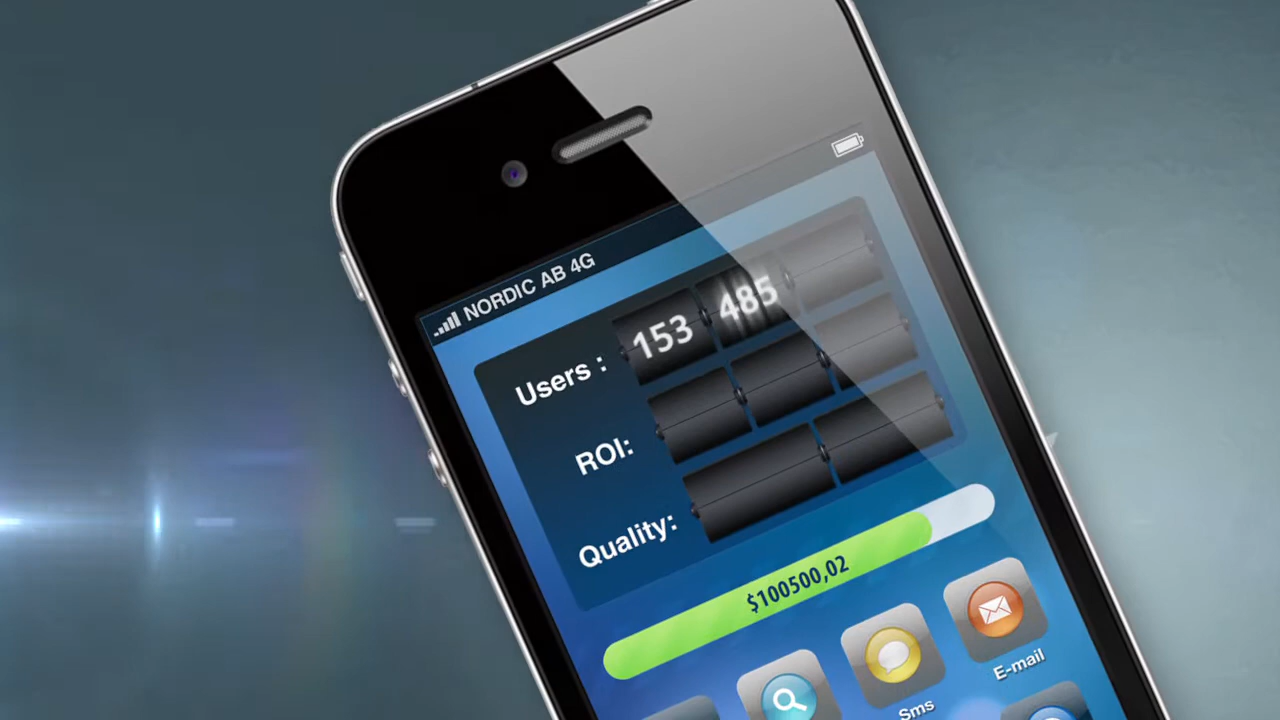 NORDIC AB 4G
Users : 153 485
ROI:
Quality:
$100500,02
E-mail
Sms